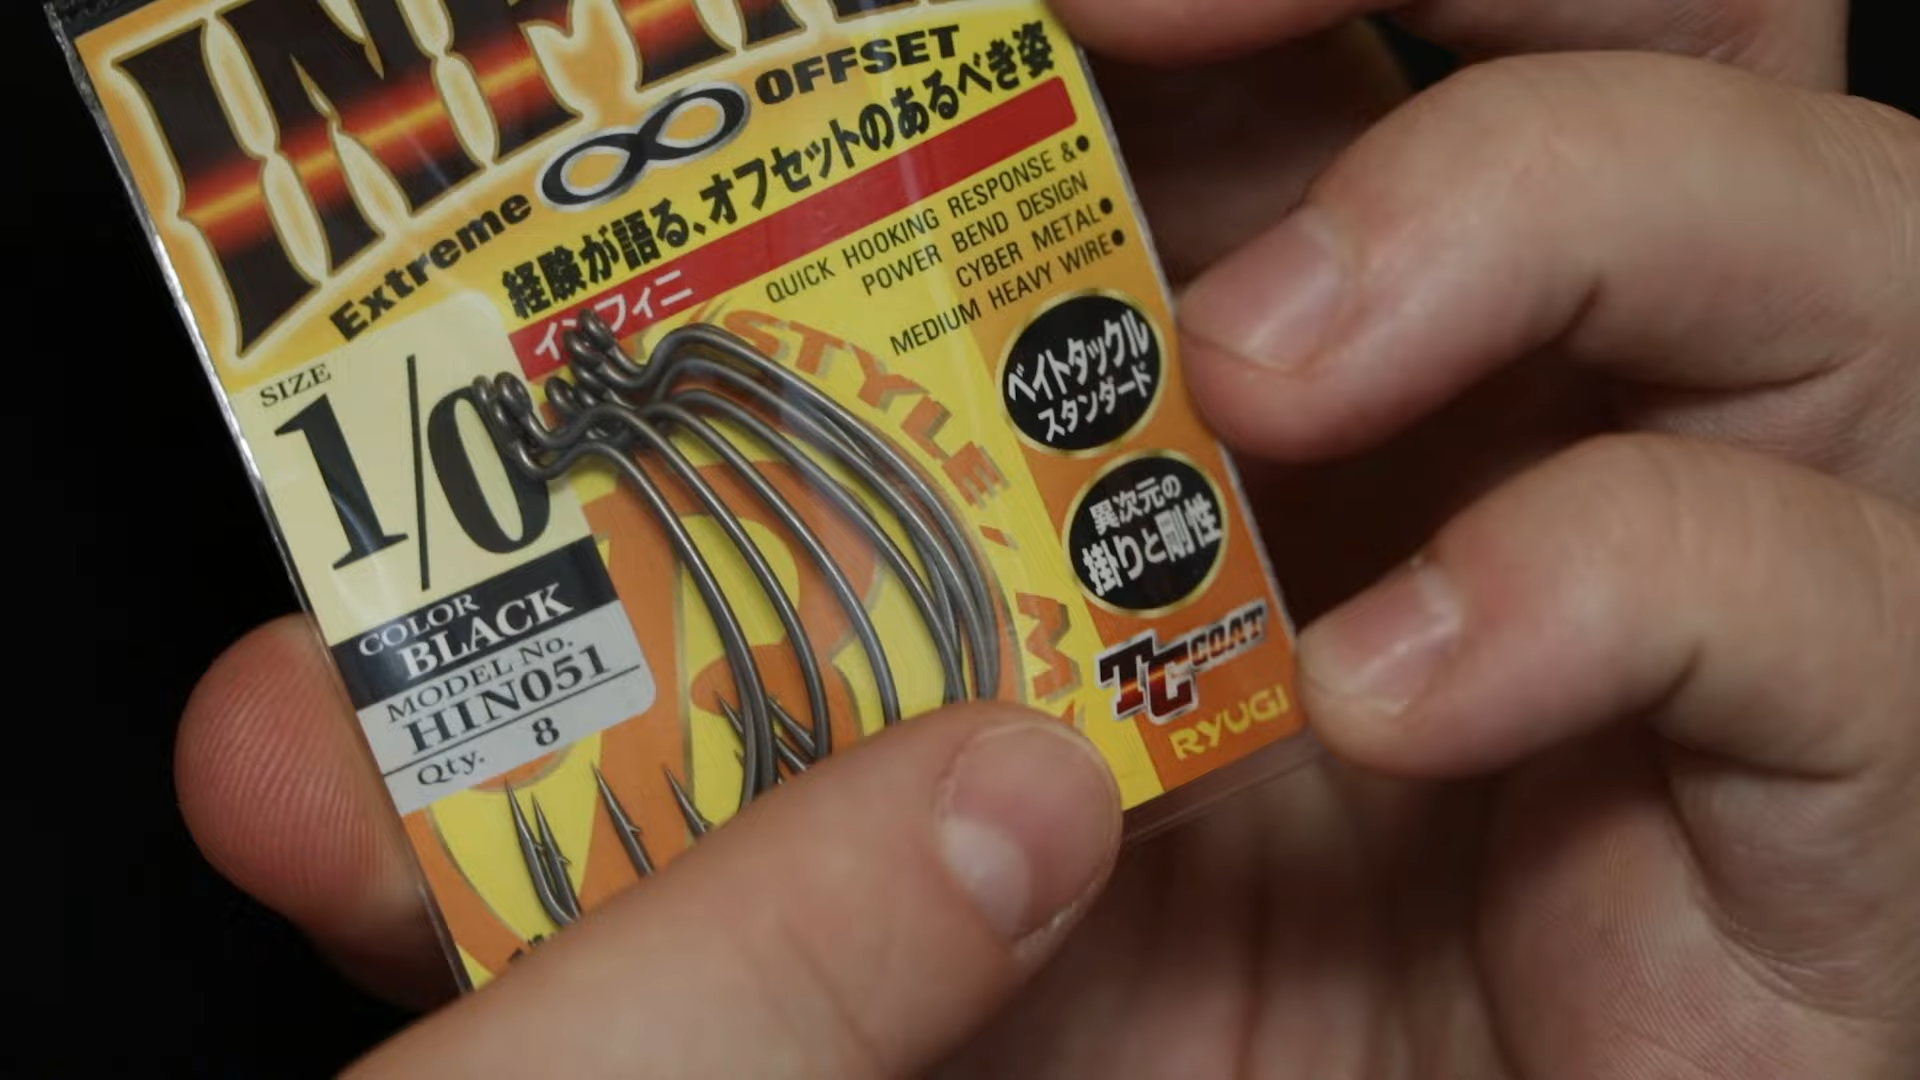 INFINI
Extreme ∞ OFFSET
経験が語る、オフセットのあるべき姿
インフィニ
QUICK HOOKING RESPONSE &●
POWER BEND DESIGN
CYBER METAL●
MEDIUM HEAVY WIRE●
SIZE
1/0
COLOR
BLACK
MODEL No.
HIN051
Qty. 8
STYLE
ベイトタックル
スタンダード
異次元の
掛りと剛性
TC COAT
RYUGI